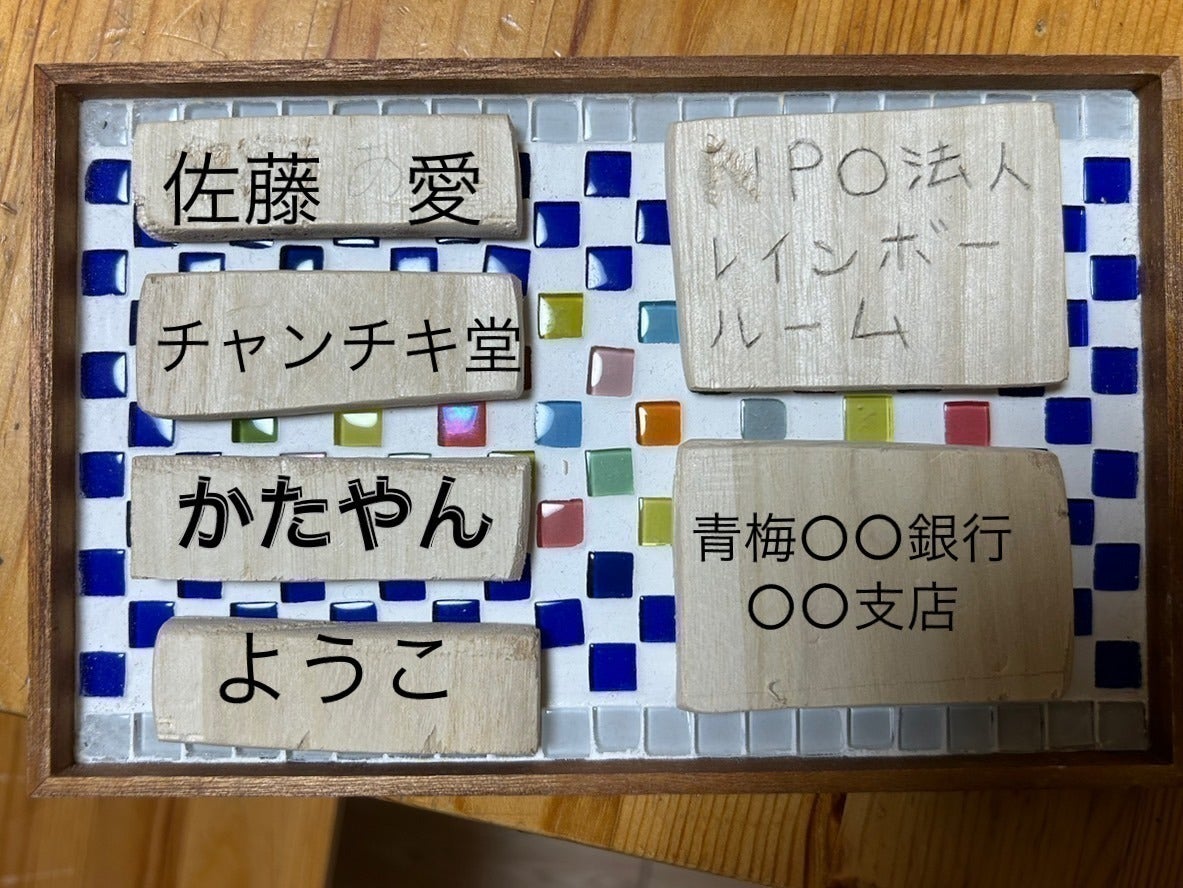 佐藤　愛
チャンチキ堂
かたやん
ようこ
NPO法人
レインボー
ルーム
青梅〇〇銀行
〇〇支店